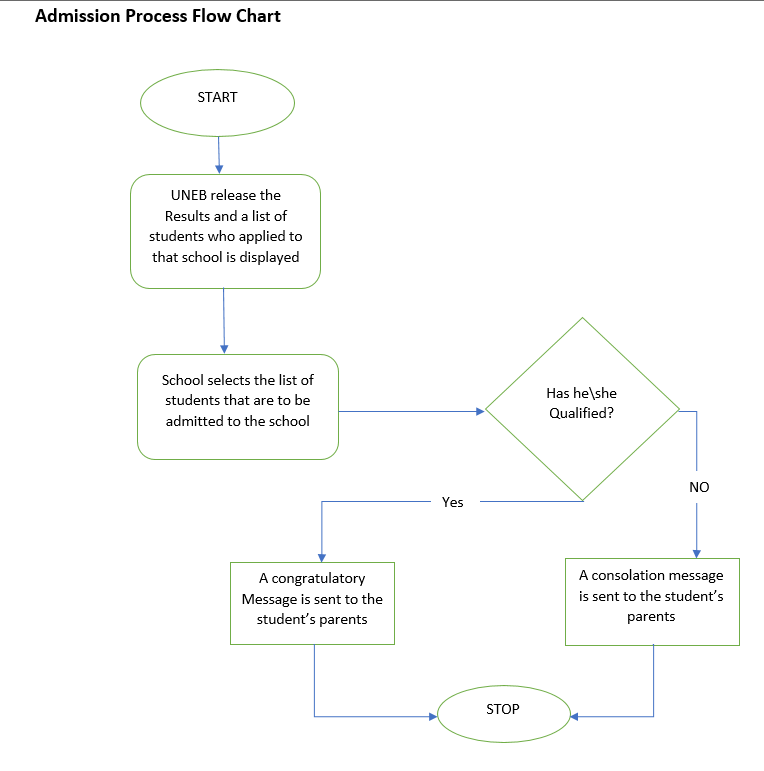 Admission Process Flow Chart
START
UNEB release the
Results and a list of
students who applied to
that school is displayed
School selects the list of
students that are to be
admitted to the school
Has he\she
Qualified?
NO
Yes
A congratulatory
Message is sent to the
student’s parents
A consolation message
is sent to the student’s
parents
STOP